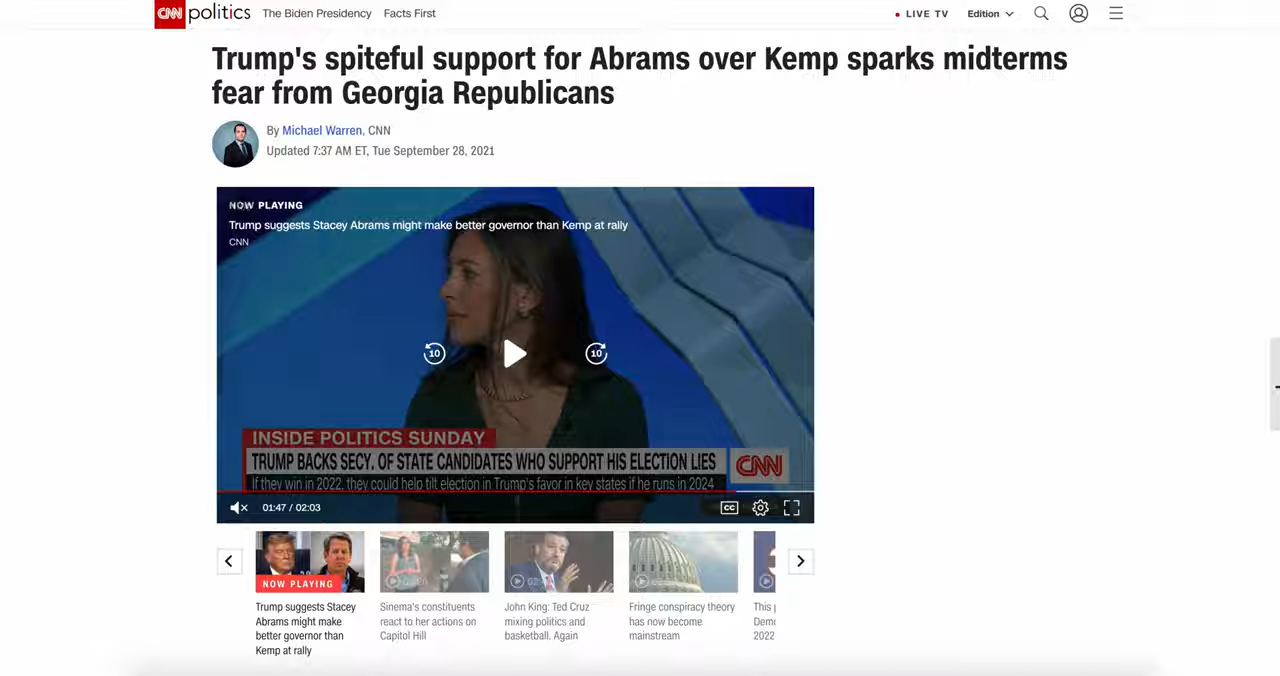 CNN politics The Biden Presidency Facts First LIVE TV Edition
Trump's spiteful support for Abrams over Kemp sparks midterms
fear from Georgia Republicans
By Michael Warren, CNN
Updated 7:37 AM ET, Tue September 28, 2021
NOW PLAYING
Trump suggests Stacey Abrams might make better governor than Kemp at rally
CNN
10 10
INSIDE POLITICS SUNDAY
TRUMP BACKS SECY. OF STATE CANDIDATES WHO SUPPORT HIS ELECTION LIES
CNN
If they win in 2022, they could help tilt election in Trump's favor in key states if he runs in 2024
01:47 / 02:03 CC
NOW PLAYING
Trump suggests Stacey
Abrams might make
better governor than
Kemp at rally
Sinema's constituents
react to her actions on
Capitol Hill
John King: Ted Cruz
mixing politics and
basketball. Again
Fringe conspiracy theory
has now become
mainstream
This
2022